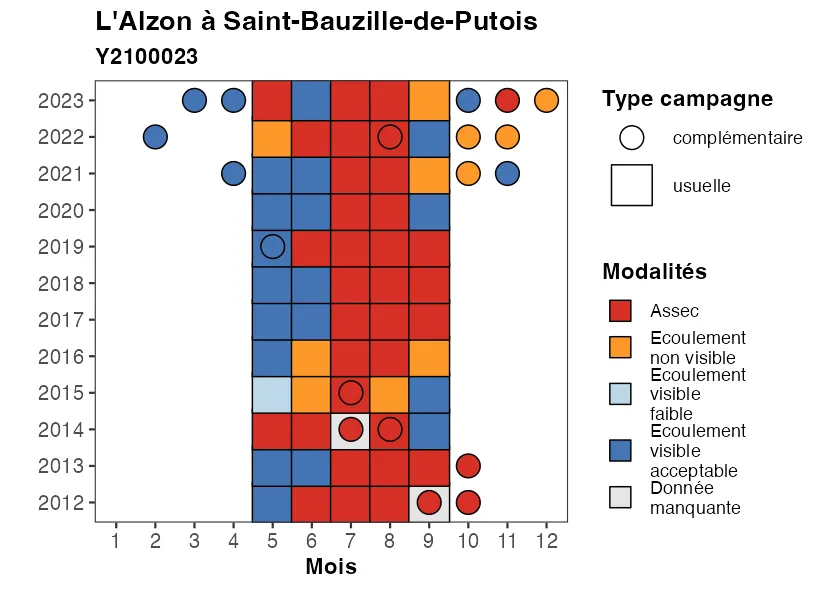 L'Alzon à Saint-Bauzille-de-Putois
Y2100023
2023
2022
2021
2020
2019
2018
2017
2016
2015
2014
2013
2012
1 2 3 4 5 6 7 8 9 10 11 12
Mois
Type campagne
complémentaire
usuelle
Modalités
Assec
Ecoulement
non visible
Ecoulement
visible
faible
Ecoulement
visible
acceptable
Donnée
manquante